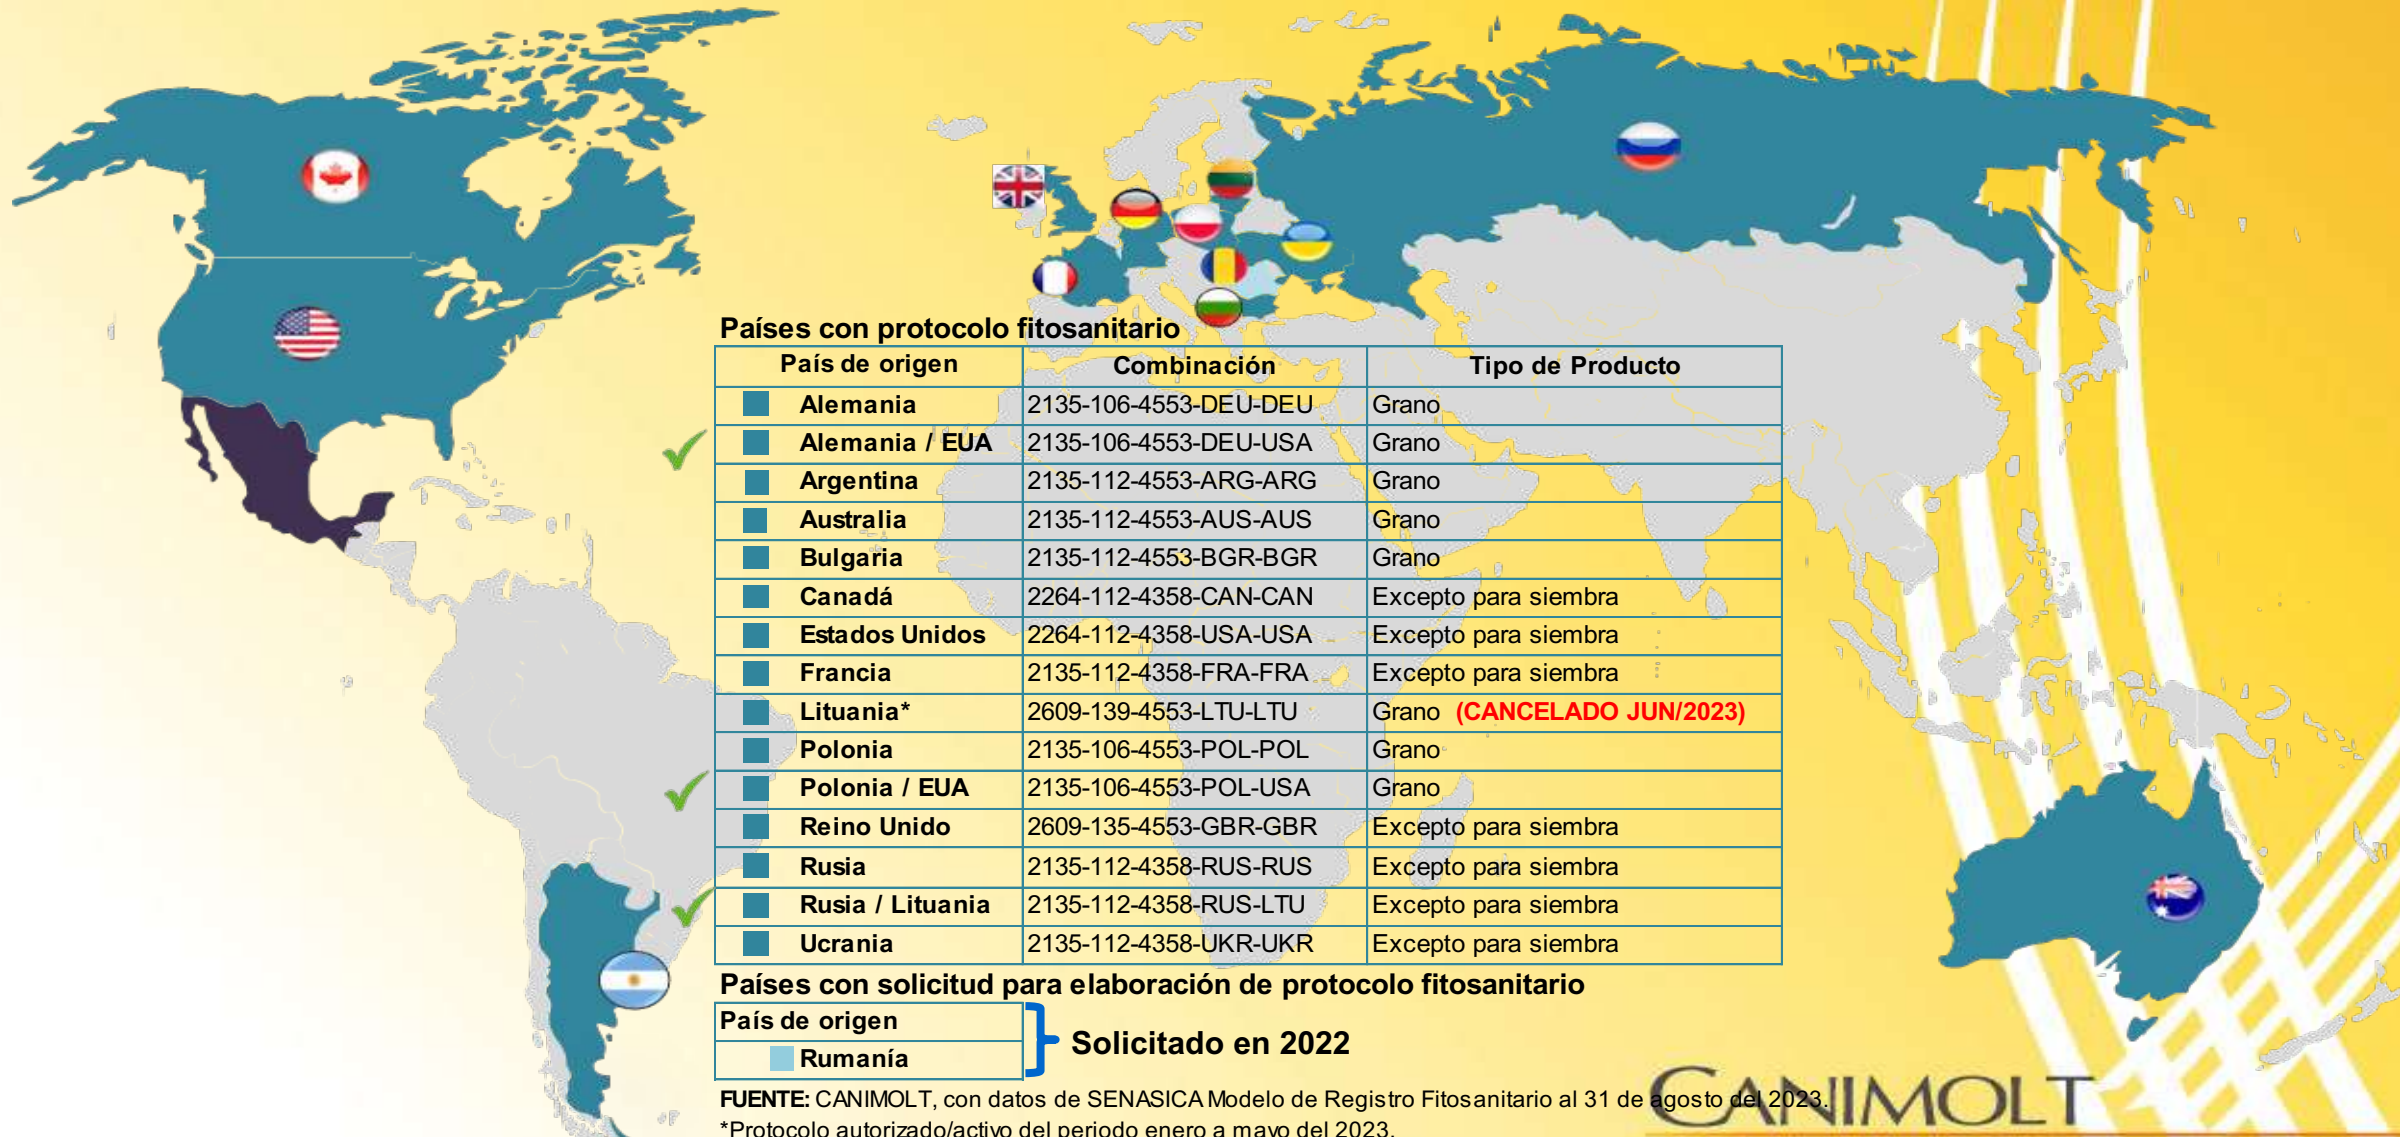 Países con protocolo fitosanitario
País de origen Combinación Tipo de Producto
Alemania 2135-106-4553-DEU-DEU Grano
Alemania / EUA 2135-106-4553-DEU-USA Grano
Argentina 2135-112-4553-ARG-ARG Grano
Australia 2135-112-4553-AUS-AUS Grano
Bulgaria 2135-112-4553-BGR-BGR Grano
Canadá 2264-112-4358-CAN-CAN Excepto para siembra
Estados Unidos 2264-112-4358-USA-USA Excepto para siembra
Francia 2135-112-4358-FRA-FRA Excepto para siembra
Lituania* 2609-139-4553-LTU-LTU Grano (CANCELADO JUN/2023)
Polonia 2135-106-4553-POL-POL Grano
Polonia / EUA 2135-106-4553-POL-USA Grano
Reino Unido 2609-135-4553-GBR-GBR Excepto para siembra
Rusia 2135-112-4358-RUS-RUS Excepto para siembra
Rusia / Lituania 2135-112-4358-RUS-LTU Excepto para siembra
Ucrania 2135-112-4358-UKR-UKR Excepto para siembra
Países con solicitud para elaboración de protocolo fitosanitario
País de origen
Rumanía
Solicitado en 2022
FUENTE: CANIMOLT, con datos de SENASICA Modelo de Registro Fitosanitario al 31 de agosto del 2023.
*Protocolo autorizado/activo del periodo enero a mayo del 2023.
CANIMOLT